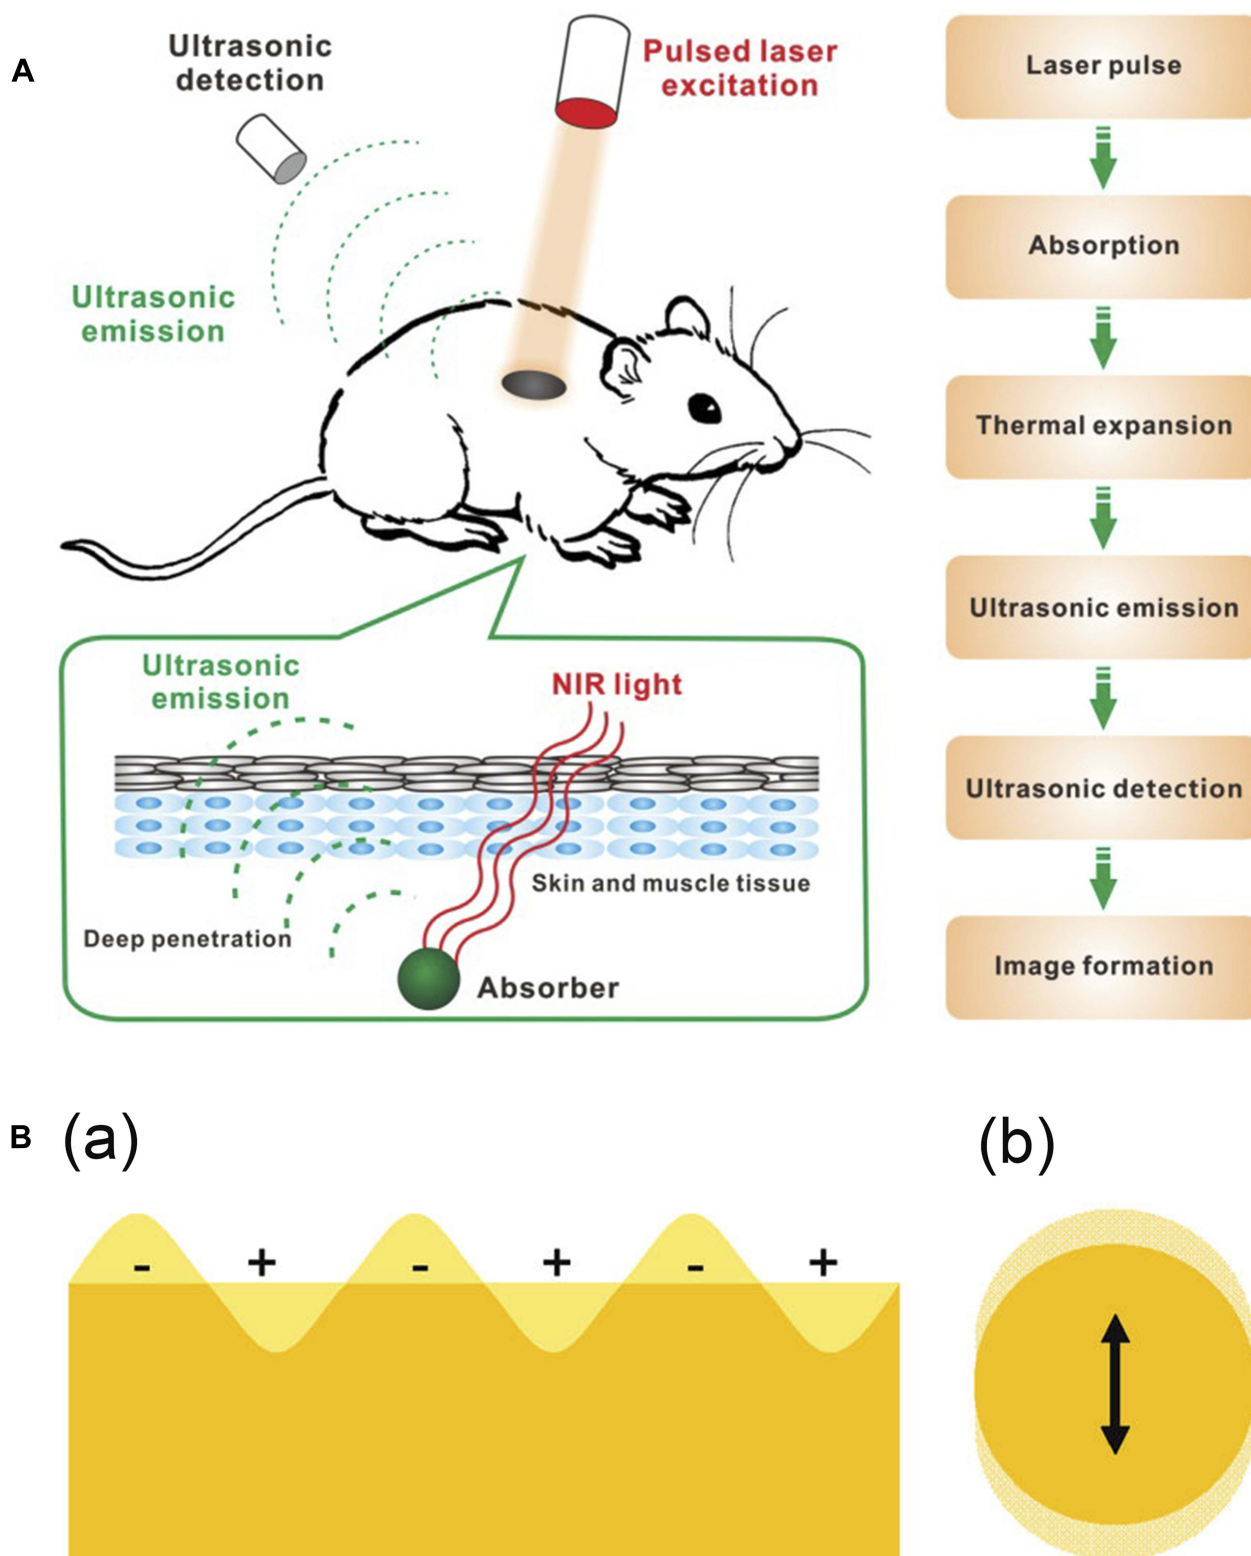 A
Ultrasonic
detection
Pulsed laser
excitation
Ultrasonic
emission
Ultrasonic
emission
NIR light
Skin and muscle tissue
Deep penetration
Absorber
Laser pulse
Absorption
Thermal expansion
Ultrasonic emission
Ultrasonic detection
Image formation
B (a)
(b)
- + - + - +